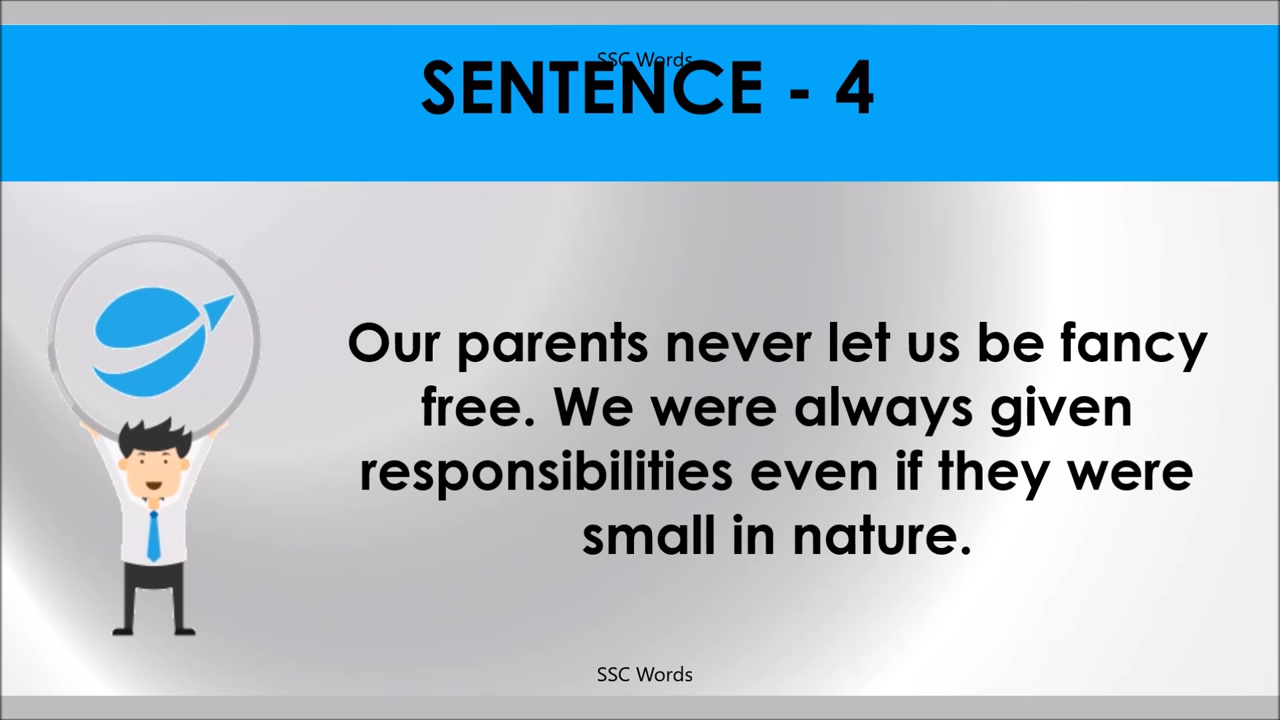 SSC Words
SENTENCE - 4
Our parents never let us be fancy
free. We were always given
responsibilities even if they were
small in nature.
SSC Words